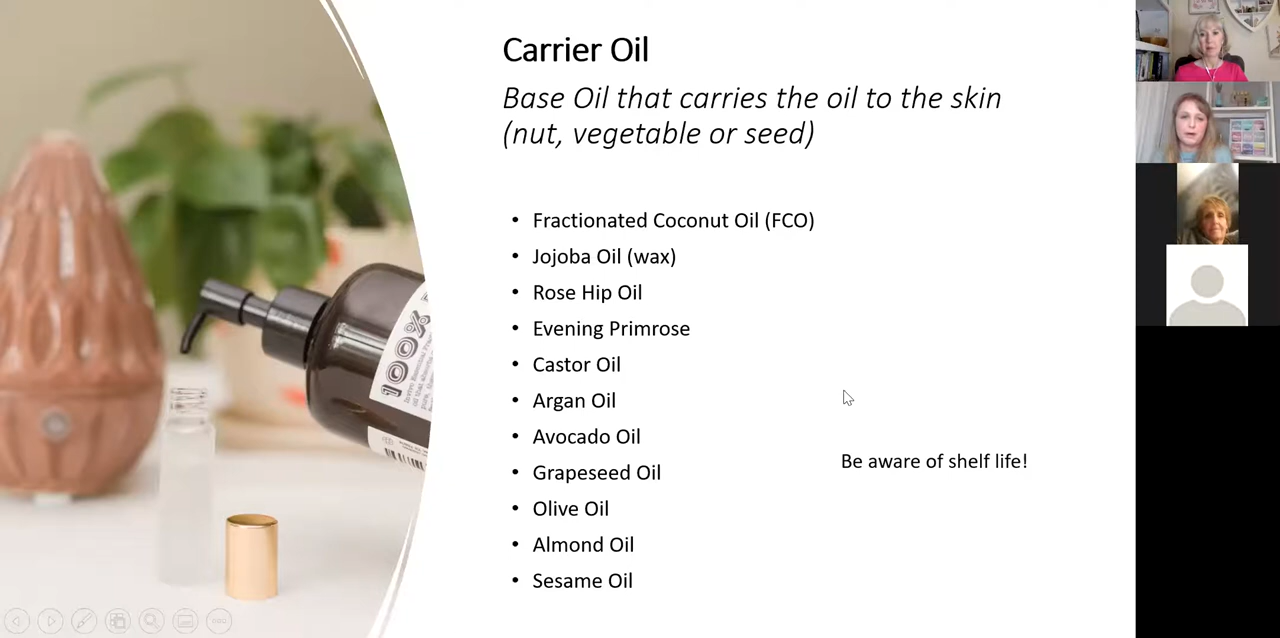 Carrier Oil
Base Oil that carries the oil to the skin
(nut, vegetable or seed)
• Fractionated Coconut Oil (FCO)
• Jojoba Oil (wax)
• Rose Hip Oil
• Evening Primrose
• Castor Oil
• Argan Oil
• Avocado Oil
• Grapeseed Oil
• Olive Oil
• Almond Oil
• Sesame Oil
Be aware of shelf life!
100%